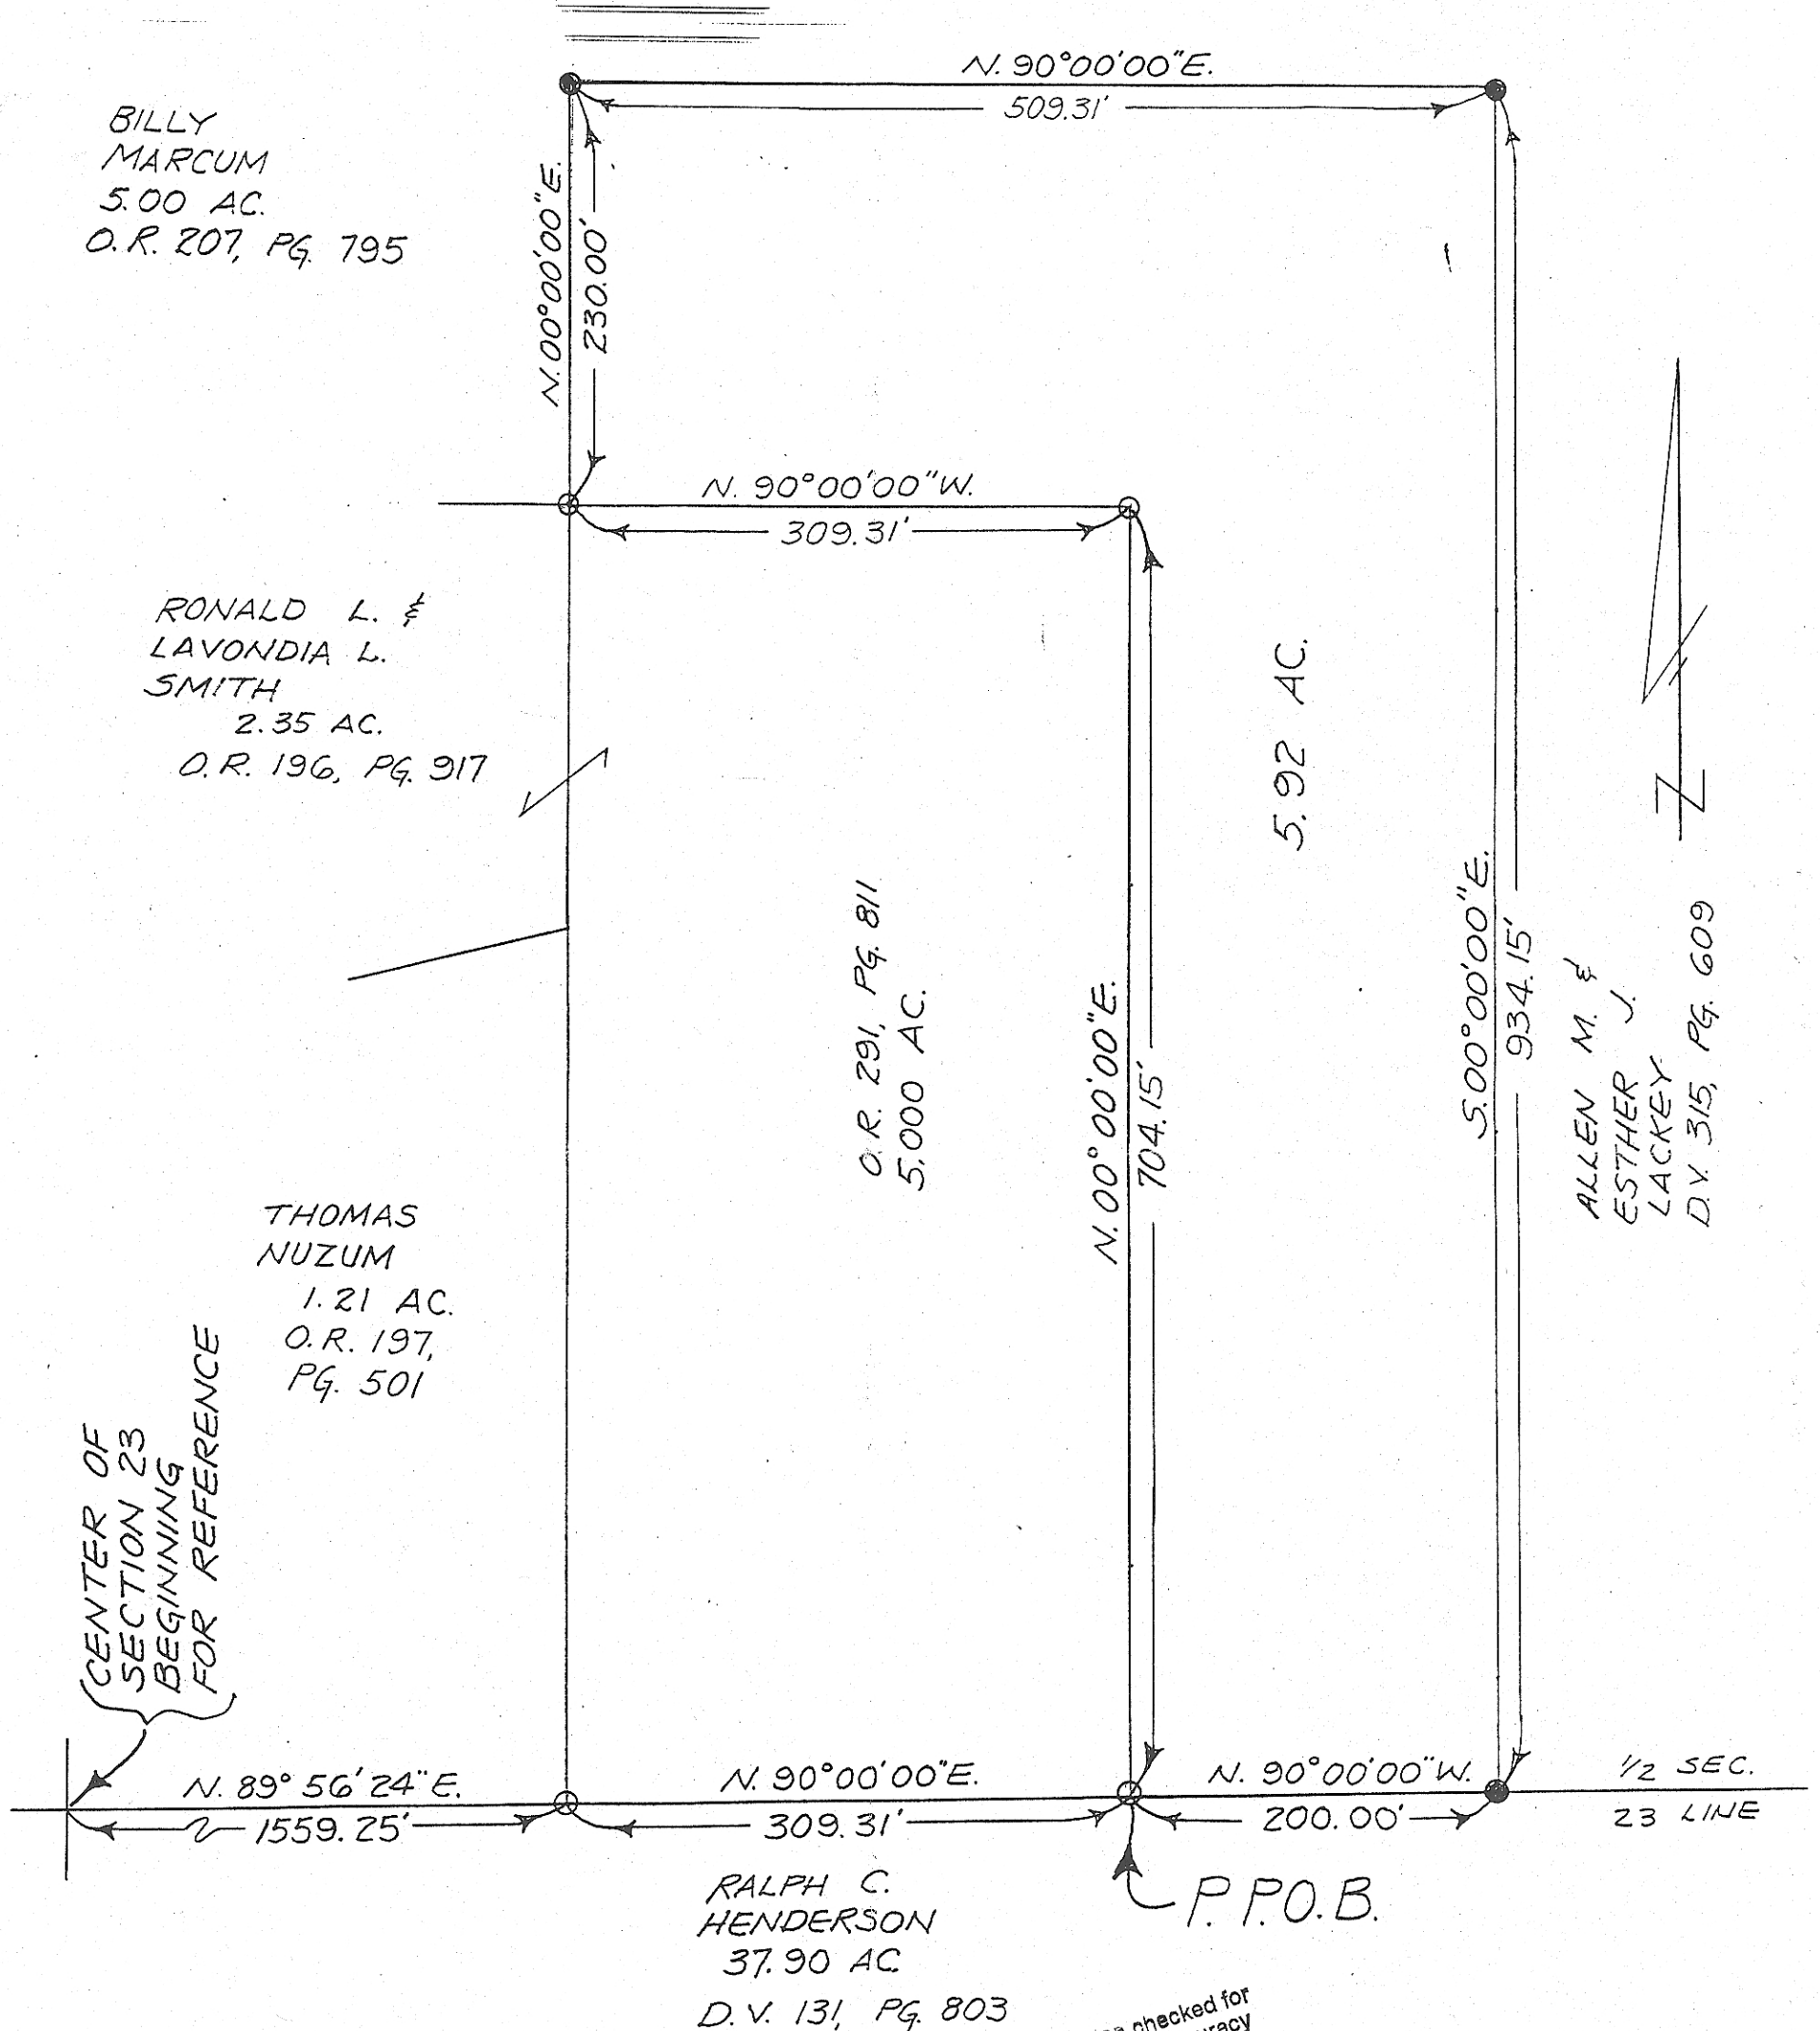 N. 90°00'00"E.
509.31'
BILLY
MARCUM
5.00 AC.
O.R. 207, PG. 795
N.00°00'00"E.
230.00'
N. 90°00'00"W.
309.31'
RONALD L. &
LAVONDIA L.
SMITH
2.35 AC.
O.R. 196, PG. 917
5.92 AC.
O.R. 291, PG. 811
5.000 AC.
N.00°00'00"E.
704.15'
S.00°00'00"E.
934.15'
ALLEN M. &
ESTHER J.
LACKEY
D.V. 315, PG. 609
THOMAS
NUZUM
1.21 AC.
O.R. 197,
PG. 501
CENTER OF
SECTION 23
BEGINNING
FOR REFERENCE
N. 89°56'24"E.
1559.25'
N. 90°00'00"E.
309.31'
N. 90°00'00"W.
200.00'
1/2 SEC.
23 LINE
P.P.O.B.
RALPH C.
HENDERSON
37.90 AC.
D.V. 131, PG. 803
checked for